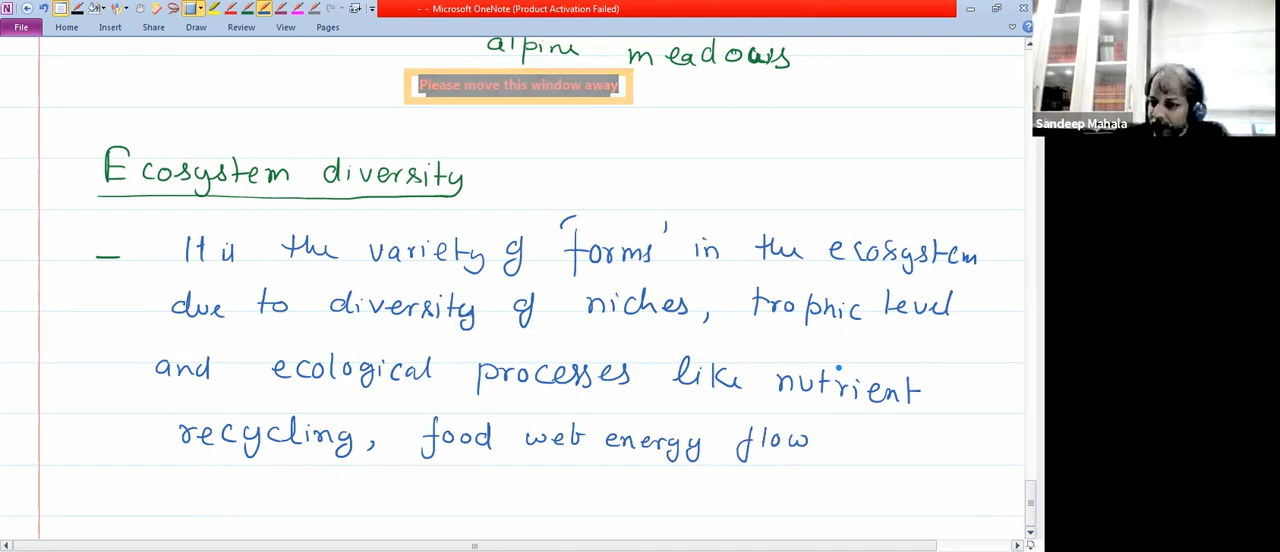 - - Microsoft OneNote (Product Activation Failed)
File Home Insert Share Draw Review View Pages
alpine meadows
Please move this window away
Sandeep Mahala
Ecosystem diversity
— It is the variety of 'forms' in the ecosystem
due to diversity of niches, trophic level
and ecological processes like nutrient
recycling, food web energy flow